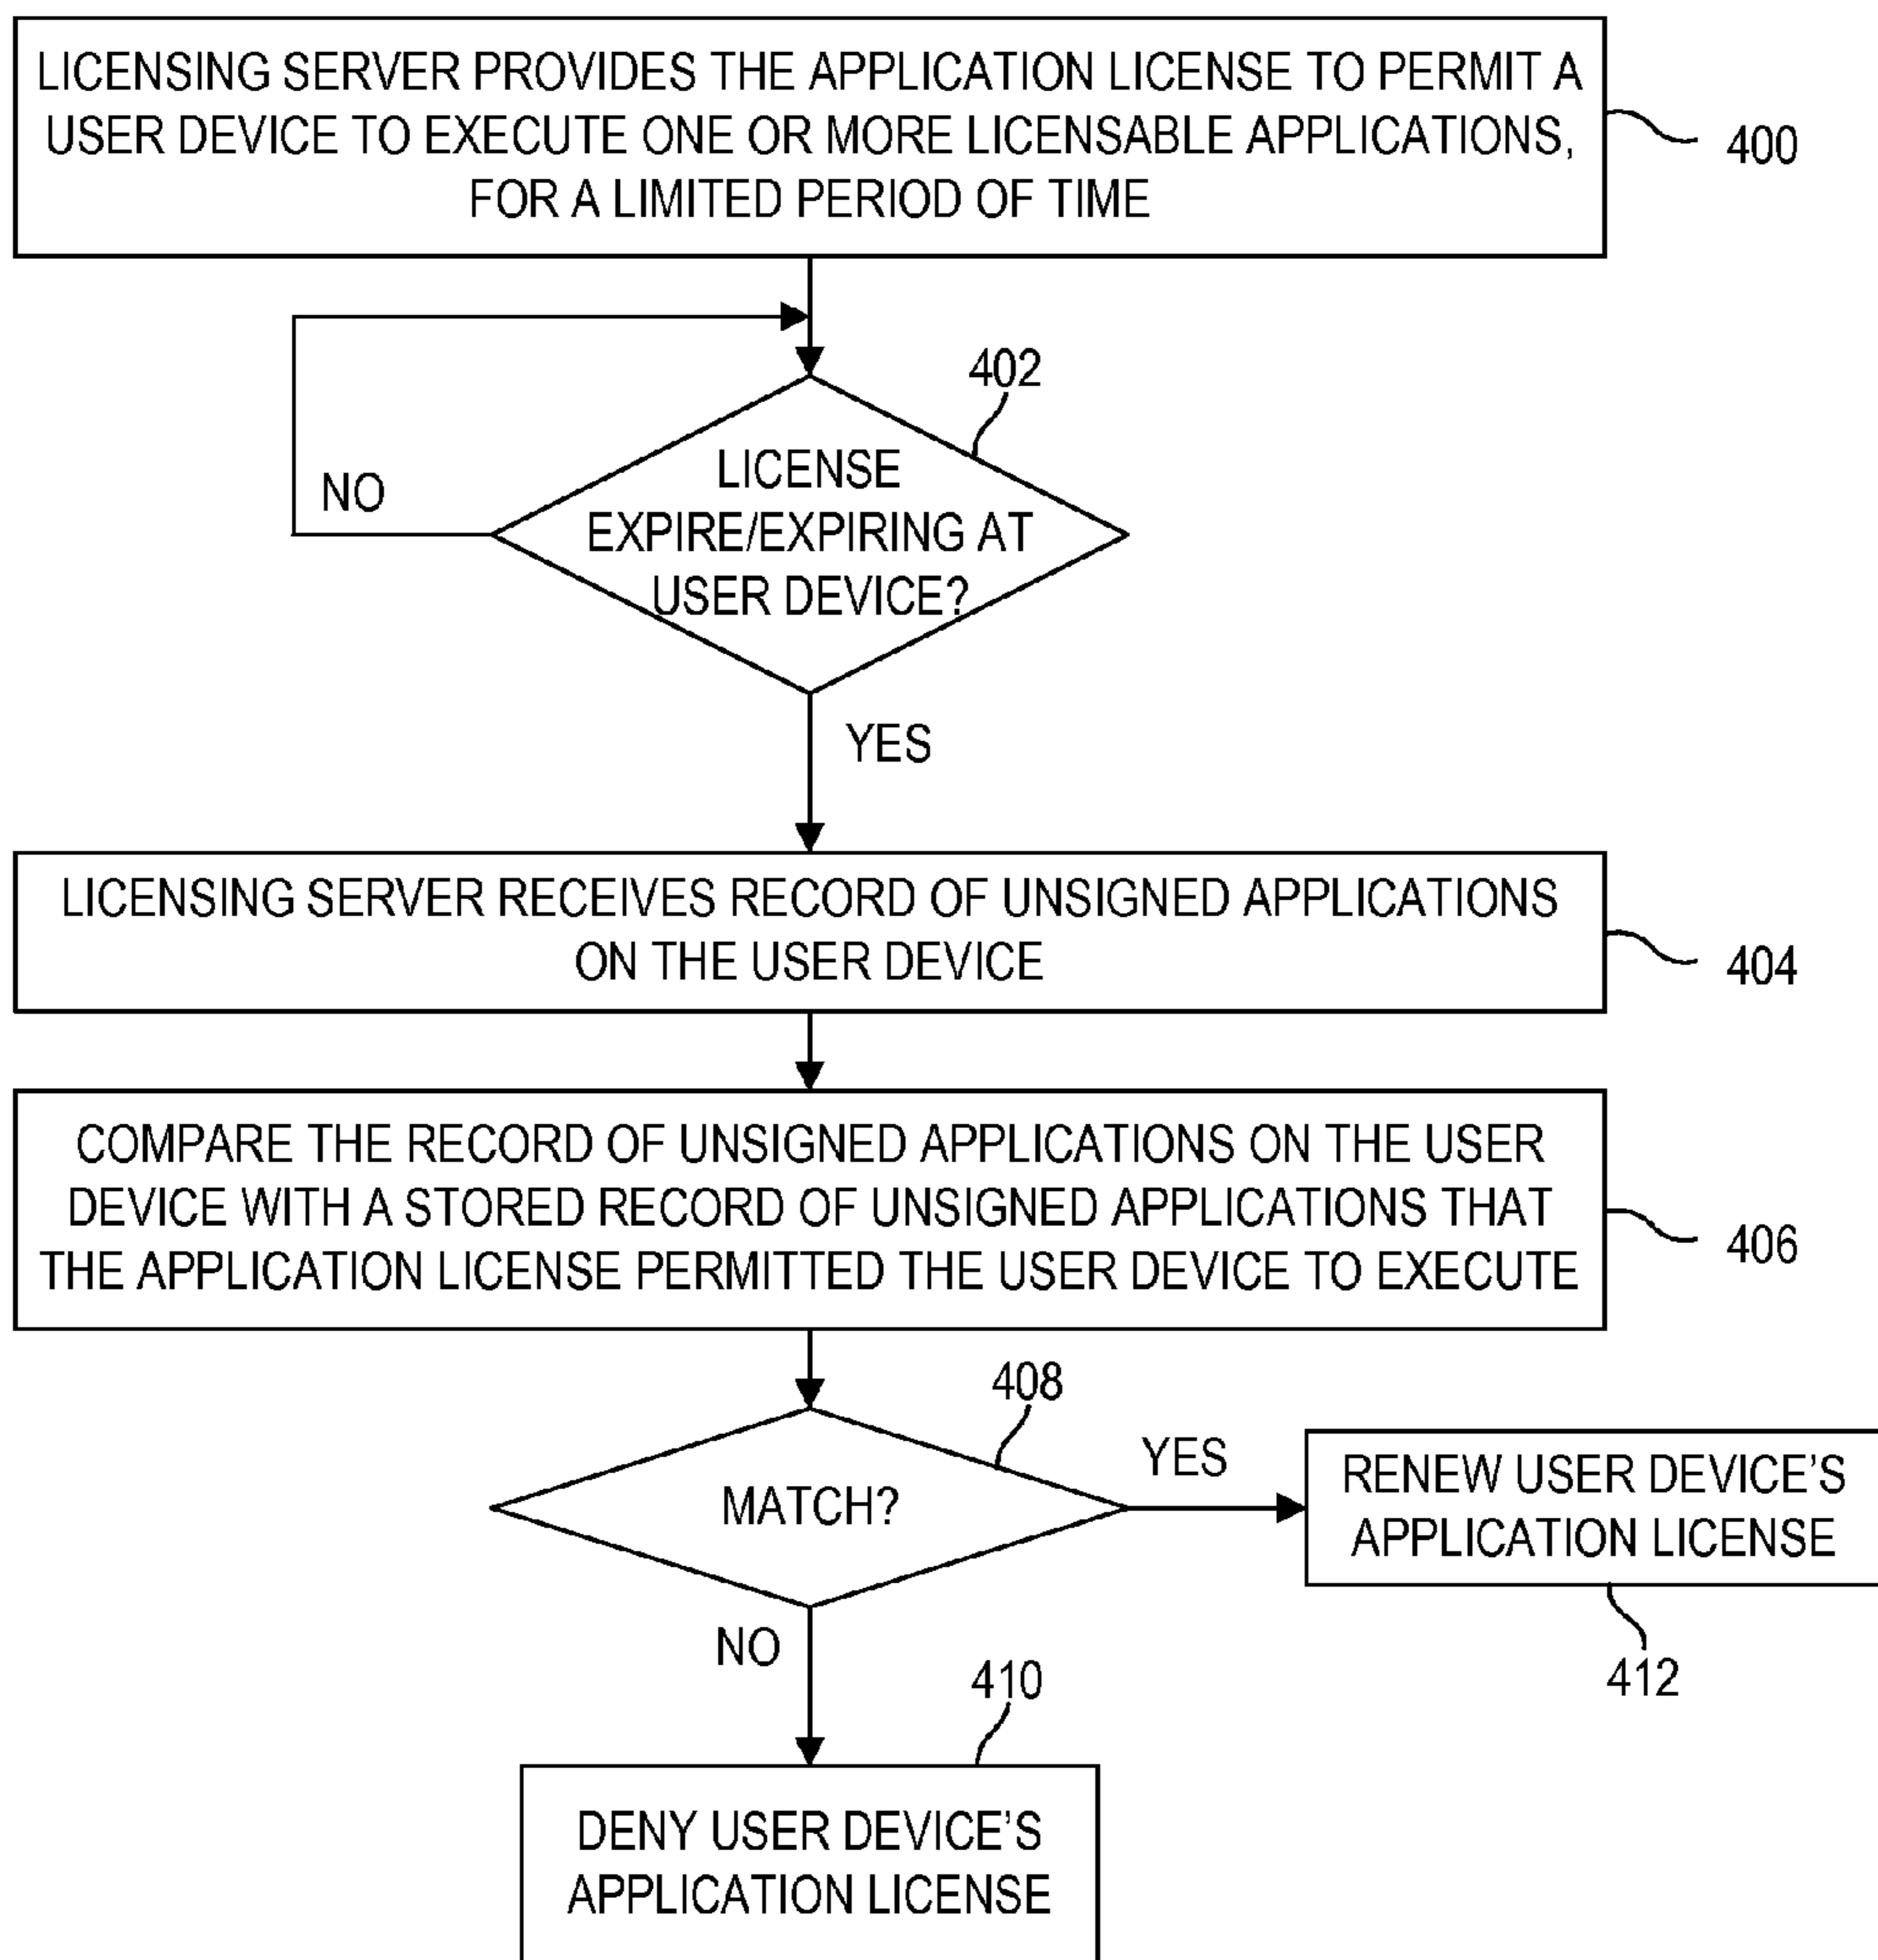 LICENSING SERVER PROVIDES THE APPLICATION LICENSE TO PERMIT A
USER DEVICE TO EXECUTE ONE OR MORE LICENSABLE APPLICATIONS,
FOR A LIMITED PERIOD OF TIME
400
402
LICENSE
EXPIRE/EXPIRING AT
USER DEVICE?
NO
YES
LICENSING SERVER RECEIVES RECORD OF UNSIGNED APPLICATIONS
ON THE USER DEVICE
404
COMPARE THE RECORD OF UNSIGNED APPLICATIONS ON THE USER
DEVICE WITH A STORED RECORD OF UNSIGNED APPLICATIONS THAT
THE APPLICATION LICENSE PERMITTED THE USER DEVICE TO EXECUTE
406
408
MATCH?
YES
RENEW USER DEVICE'S
APPLICATION LICENSE
412
NO
410
DENY USER DEVICE'S
APPLICATION LICENSE